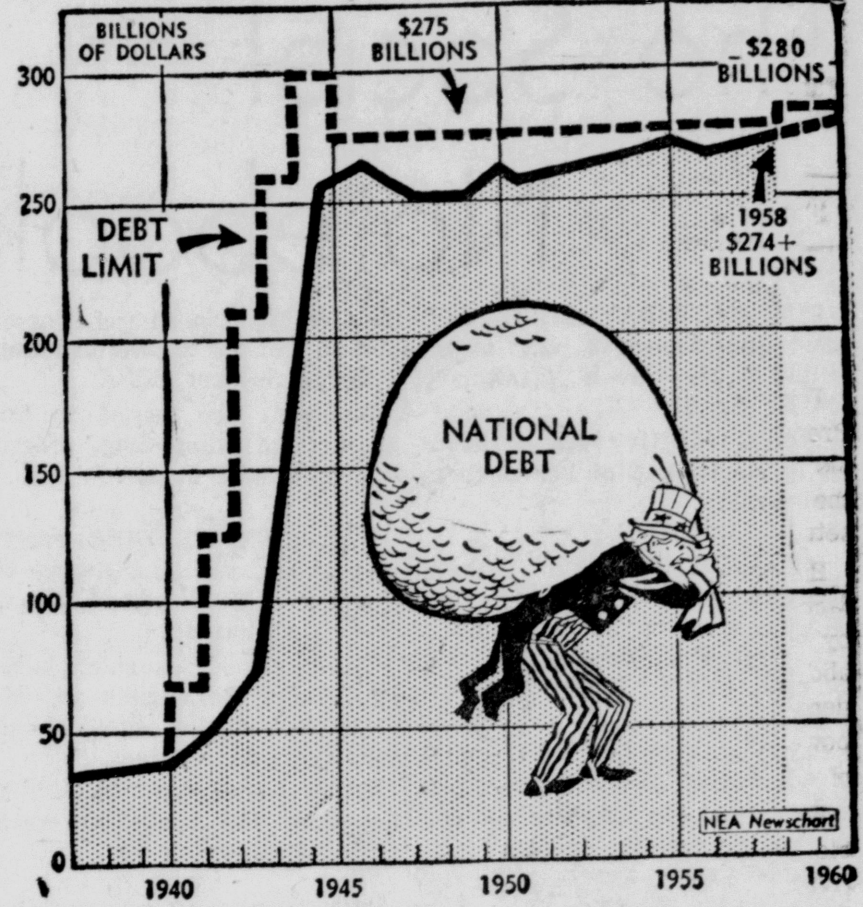 BILLIONS
OF DOLLARS
$275
BILLIONS
$280
BILLIONS
300
250
DEBT
LIMIT
1958
$274+
BILLIONS
200
NATIONAL
DEBT
150
100
50
NEA Newschart
0
1940
1945
1950
1955
1960